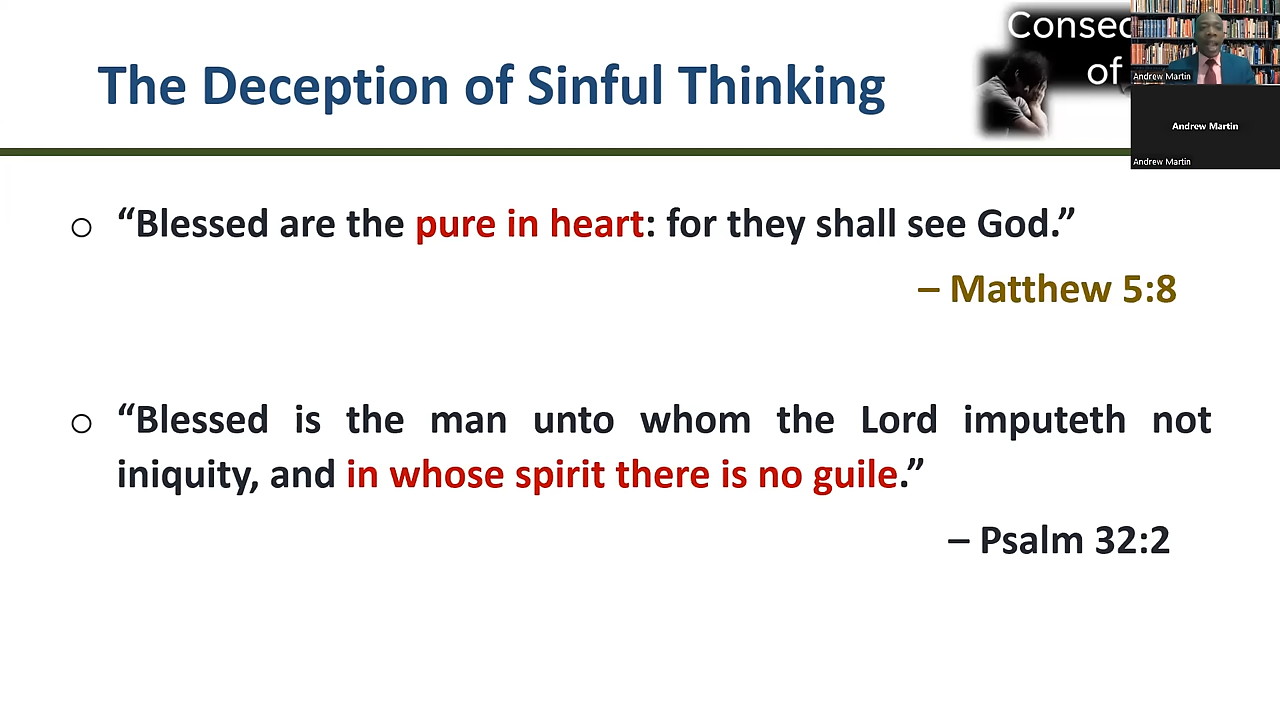 The Deception of Sinful Thinking
of
Andrew Martin
Andrew Martin
Andrew Martin
○ “Blessed are the pure in heart: for they shall see God.”
– Matthew 5:8
○ “Blessed is the man unto whom the Lord imputeth not
iniquity, and in whose spirit there is no guile.”
– Psalm 32:2